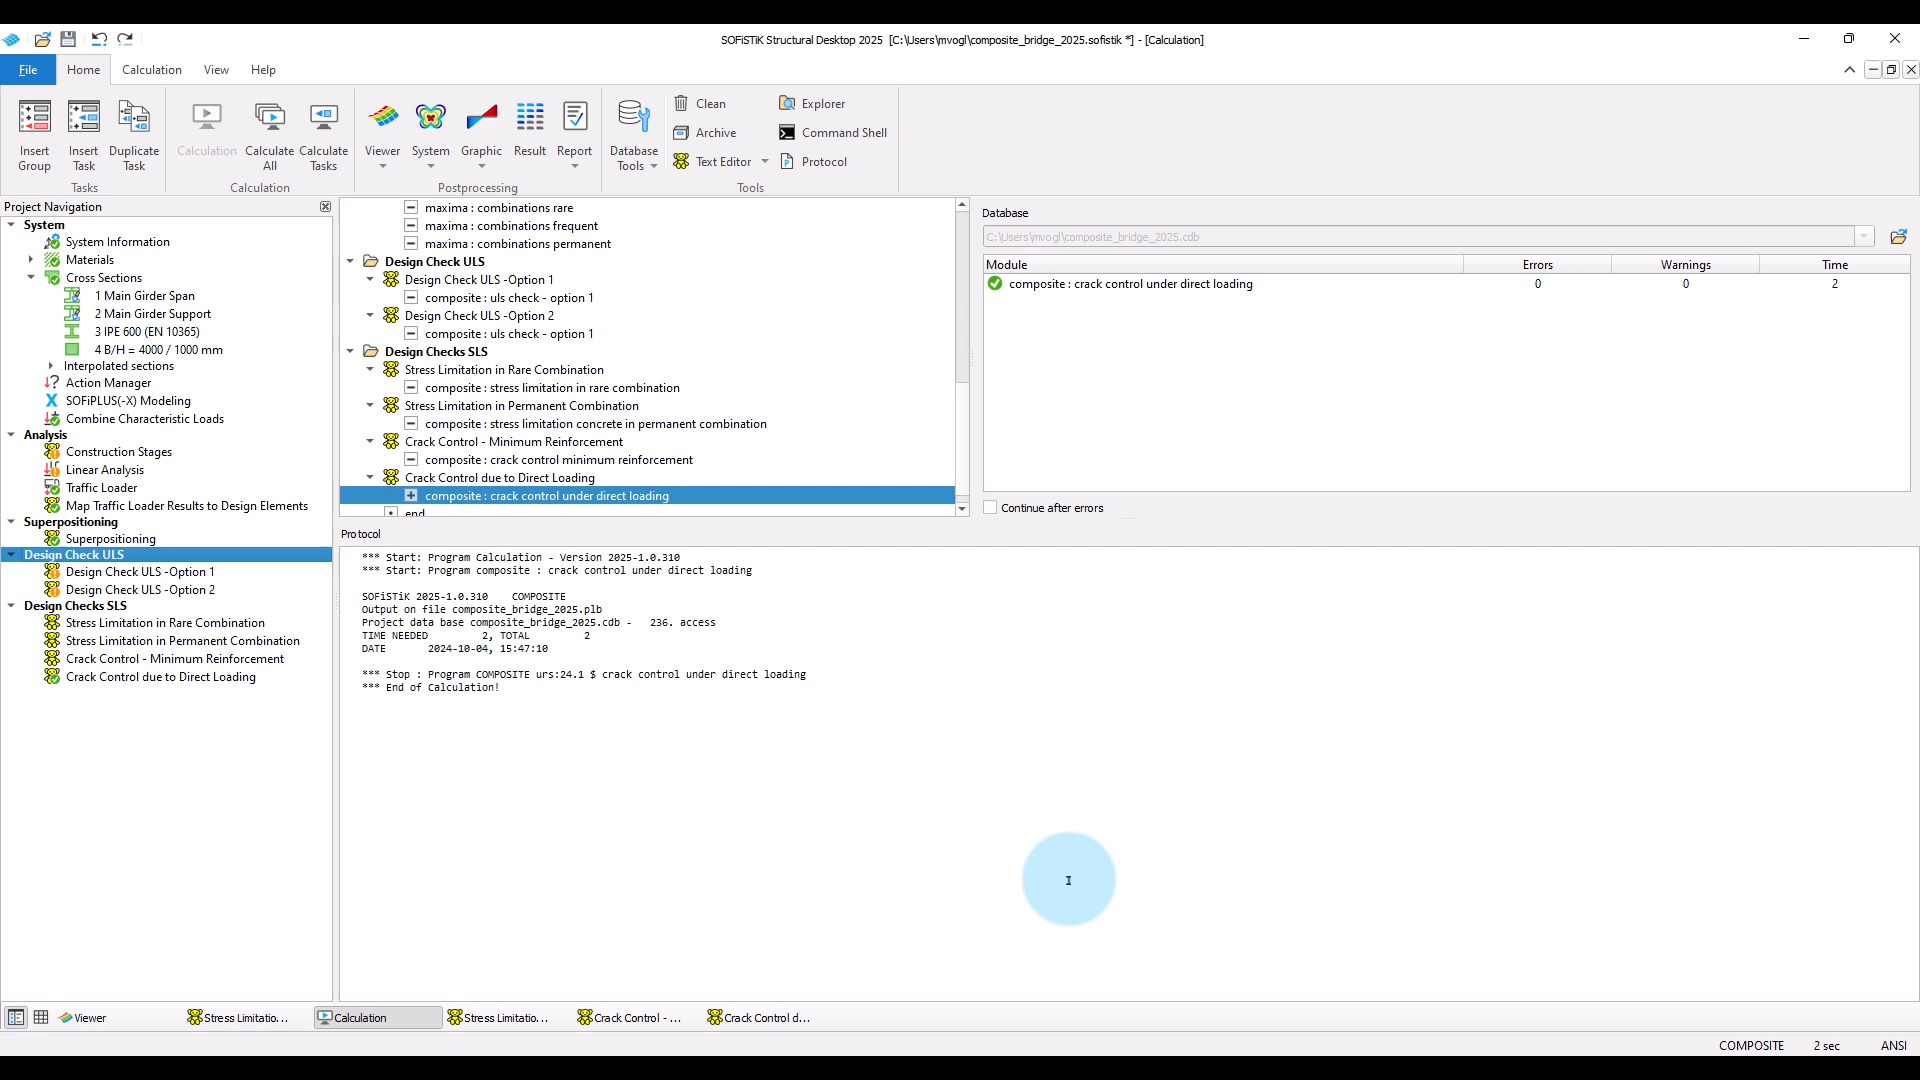 SOFiSTiK Structural Desktop 2025 [C:\Users\mvogl\composite_bridge_2025.sofistik *] - [Calculation]
File Home Calculation View Help
Insert Group
Insert Task
Duplicate Task
Calculation
Calculate All
Calculate Tasks
Viewer
System
Graphic
Result
Report
Database Tools
Clean
Archive
Text Editor
Explorer
Command Shell
Protocol
Tasks
Calculation
Postprocessing
Tools
Project Navigation
System
System Information
Materials
Cross Sections
1 Main Girder Span
2 Main Girder Support
3 IPE 600 (EN 10365)
4 B/H = 4000 / 1000 mm
Interpolated sections
Action Manager
SOFiPLUS(-X) Modeling
Combine Characteristic Loads
Analysis
Construction Stages
Linear Analysis
Traffic Loader
Map Traffic Loader Results to Design Elements
Superpositioning
Superpositioning
Design Check ULS
Design Check ULS -Option 1
Design Check ULS -Option 2
Design Checks SLS
Stress Limitation in Rare Combination
Stress Limitation in Permanent Combination
Crack Control - Minimum Reinforcement
Crack Control due to Direct Loading
maxima : combinations rare
maxima : combinations frequent
maxima : combinations permanent
Design Check ULS
Design Check ULS -Option 1
composite : uls check - option 1
Design Check ULS -Option 2
composite : uls check - option 1
Design Checks SLS
Stress Limitation in Rare Combination
composite : stress limitation in rare combination
Stress Limitation in Permanent Combination
composite : stress limitation concrete in permanent combination
Crack Control - Minimum Reinforcement
composite : crack control minimum reinforcement
Crack Control due to Direct Loading
composite : crack control under direct loading
end
Database
C:\Users\mvogl\composite_bridge_2025.cdb
Module Errors Warnings Time
composite : crack control under direct loading 0 0 2
Continue after errors
Protocol
*** Start: Program Calculation - Version 2025-1.0.310
*** Start: Program composite : crack control under direct loading
SOFiSTiK 2025-1.0.310 COMPOSITE
Output on file composite_bridge_2025.plb
Project data base composite_bridge_2025.cdb - 236. access
TIME NEEDED 2, TOTAL 2
DATE 2024-10-04, 15:47:10
*** Stop : Program COMPOSITE urs:24.1 $ crack control under direct loading
*** End of Calculation!
Viewer
Stress Limitatio...
Calculation
Stress Limitatio...
Crack Control - ...
Crack Control d...
COMPOSITE 2 sec ANSI